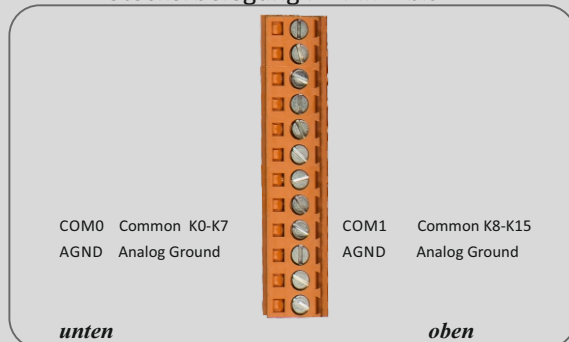 COM0 Common K0-K7 COM1 Common K8-K15
AGND Analog Ground AGND Analog Ground
unten oben